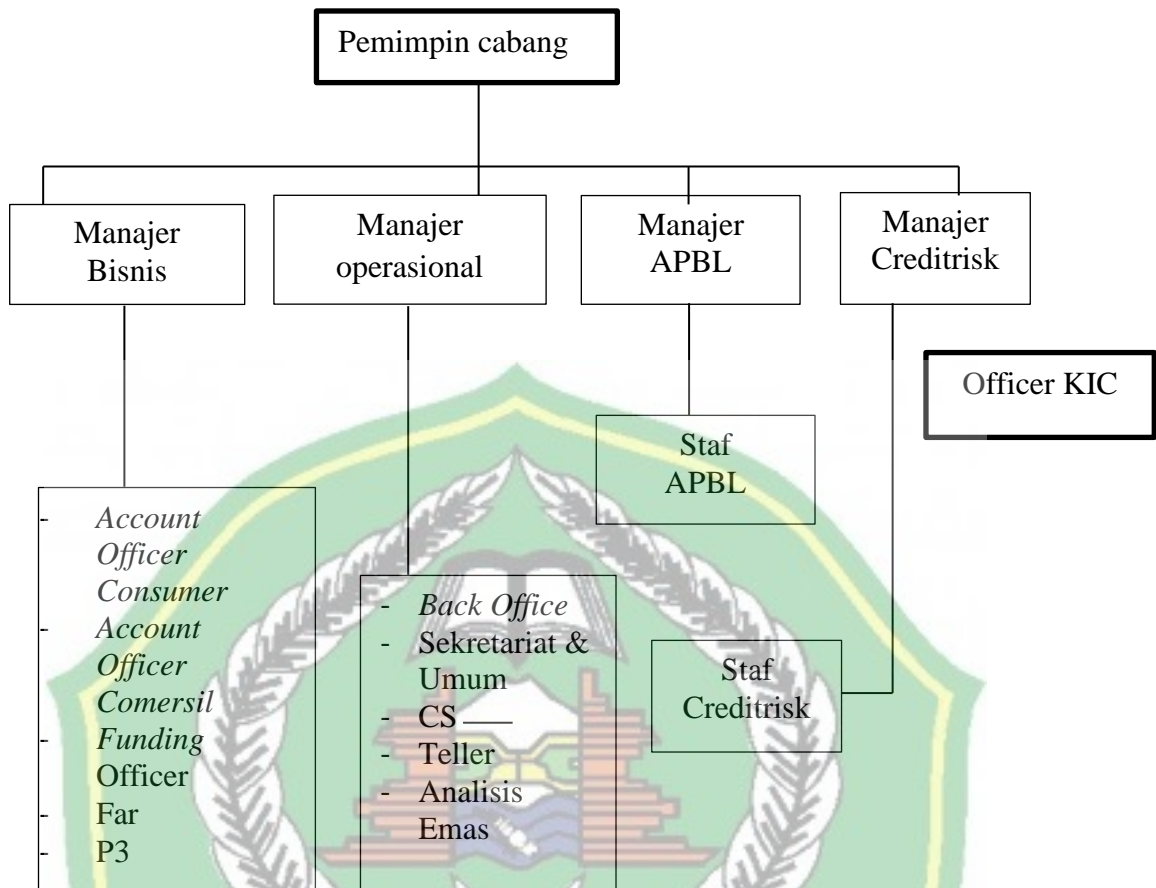 Pemimpin cabang
Manajer
Bisnis
Manajer
operasional
Manajer
APBL
Manajer
Creditrisk
Officer KIC
Staf
APBL
- Account
Officer
Consumer
- Account
Officer
Comersil
- Funding
Officer
- Far
- P3
- Back Office
- Sekretariat &
Umum
- CS
- Teller
- Analisis
Emas
Staf
Creditrisk